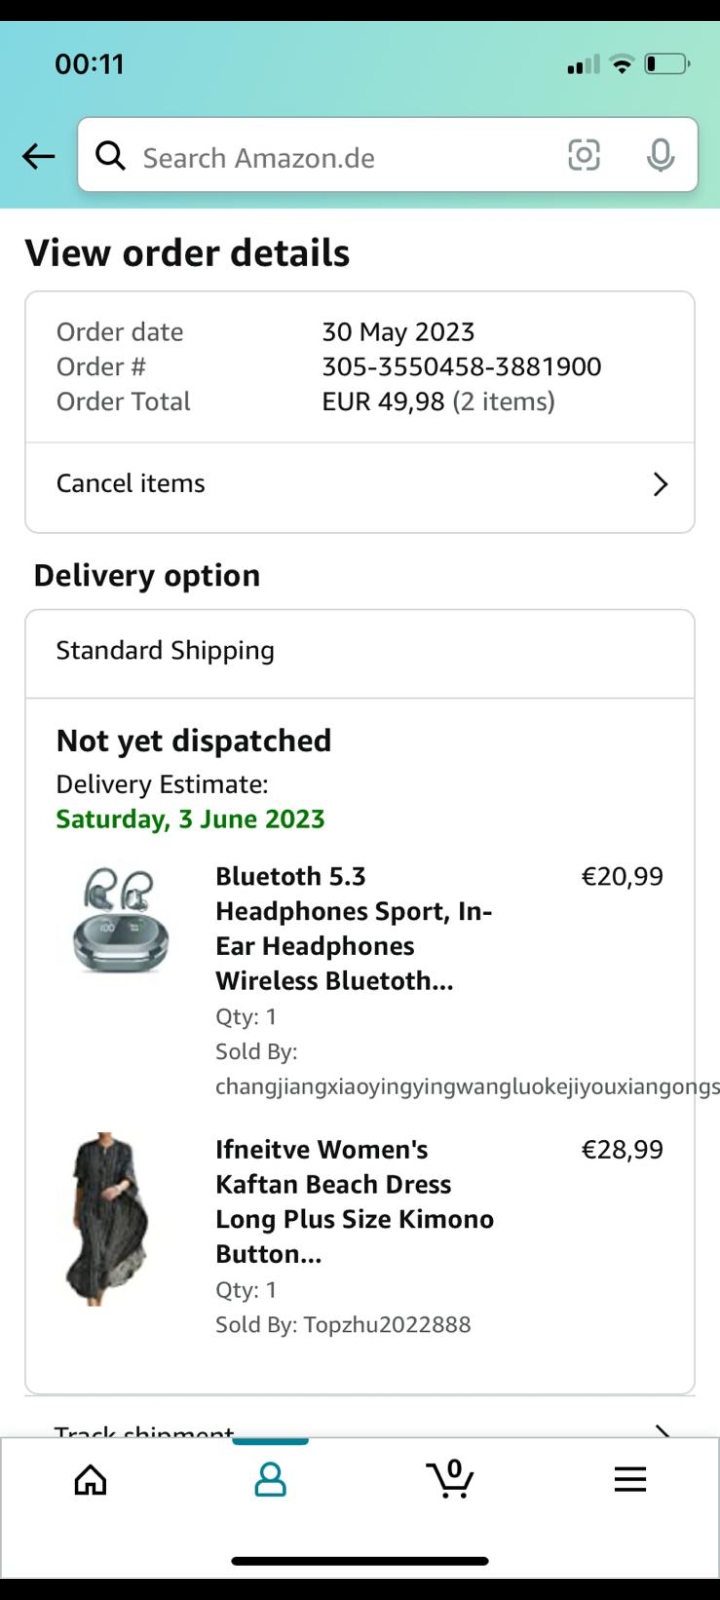 00:11
Search Amazon.de
View order details
Order date 30 May 2023
Order # 305-3550458-3881900
Order Total EUR 49,98 (2 items)
Cancel items
Delivery option
Standard Shipping
Not yet dispatched
Delivery Estimate:
Saturday, 3 June 2023
Bluetoth 5.3 €20,99
Headphones Sport, In-
Ear Headphones
Wireless Bluetoth...
Qty: 1
Sold By:
changjiangxiaoyingyingwangluokejiyouxiangongs
Ifneitve Women's €28,99
Kaftan Beach Dress
Long Plus Size Kimono
Button...
Qty: 1
Sold By: Topzhu2022888
Track shipment
0